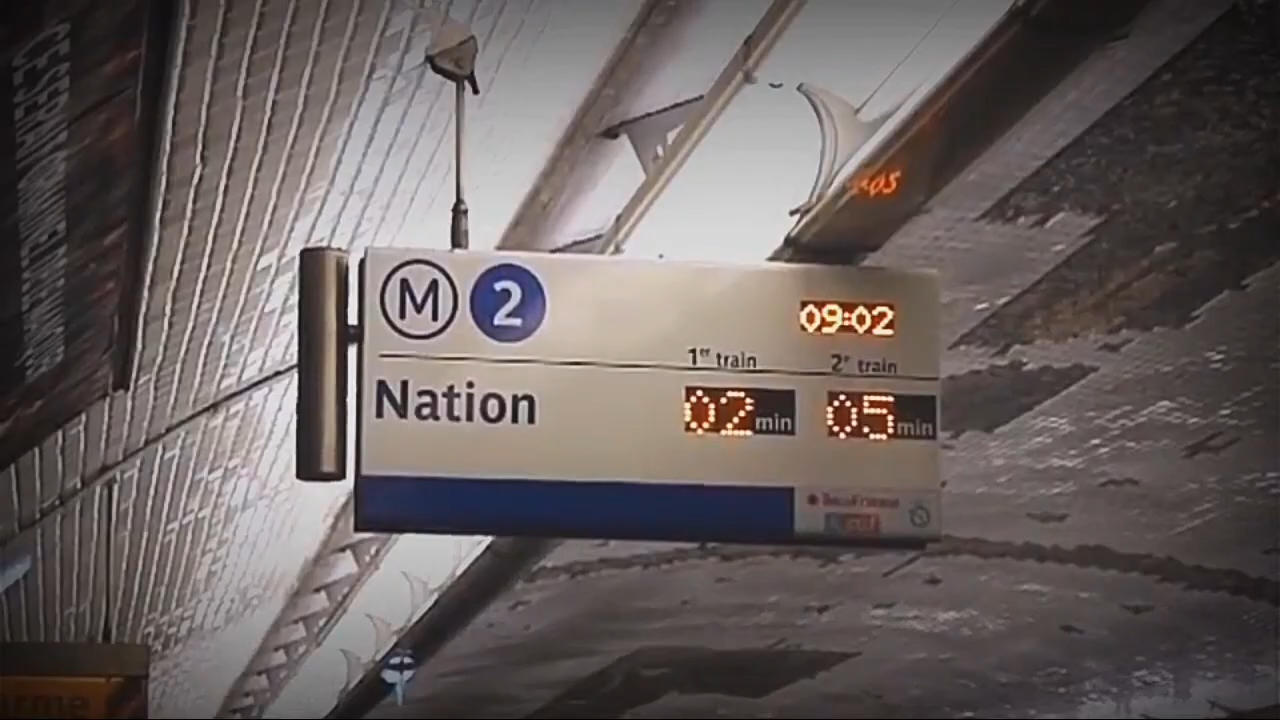 M 2
09:02
1er train 2e train
Nation 02 min 05 min